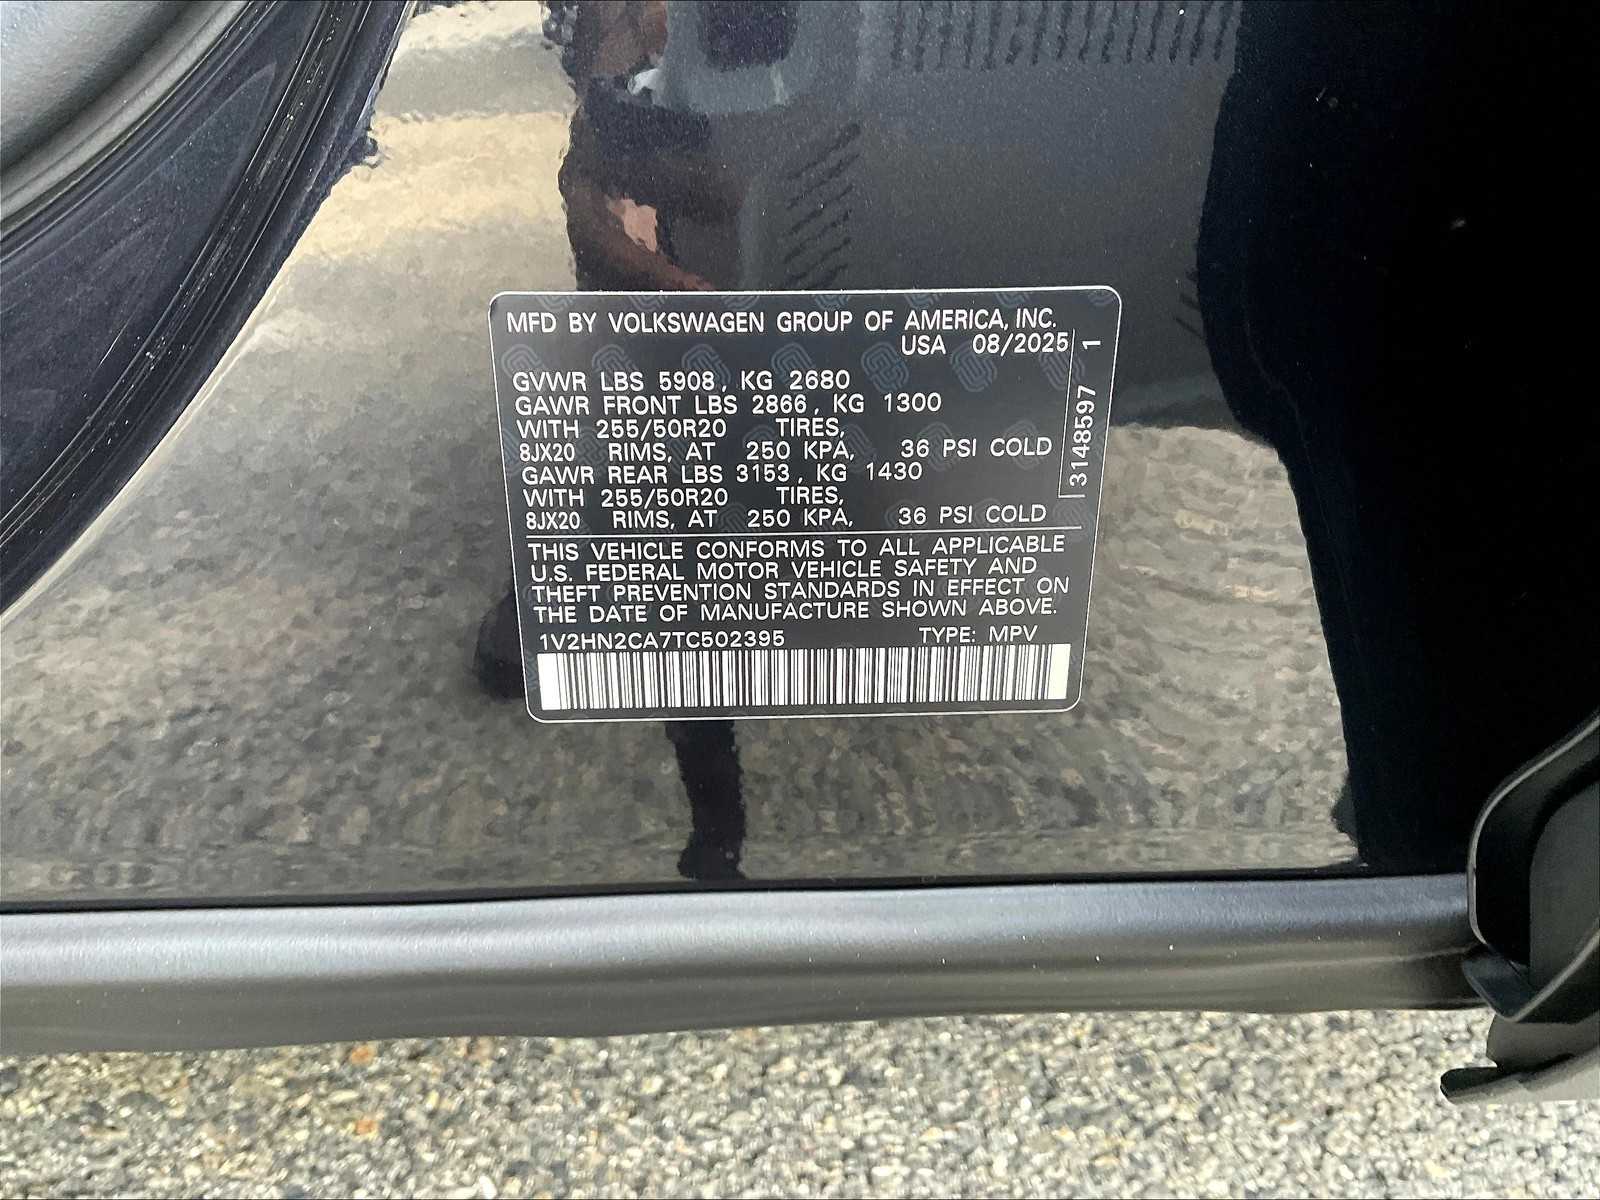 MFD BY VOLKSWAGEN GROUP OF AMERICA, INC.
USA 08/2025
GVWR LBS 5908, KG 2680
GAWR FRONT LBS 2866, KG 1300
WITH 255/50R20 TIRES,
8JX20 RIMS, AT 250 KPA, 36 PSI COLD
GAWR REAR LBS 3153, KG 1430
WITH 255/50R20 TIRES,
8JX20 RIMS, AT 250 KPA, 36 PSI COLD
3148597 1
THIS VEHICLE CONFORMS TO ALL APPLICABLE
U.S. FEDERAL MOTOR VEHICLE SAFETY AND
THEFT PREVENTION STANDARDS IN EFFECT ON
THE DATE OF MANUFACTURE SHOWN ABOVE.
1V2HN2CA7TC502395 TYPE: MPV